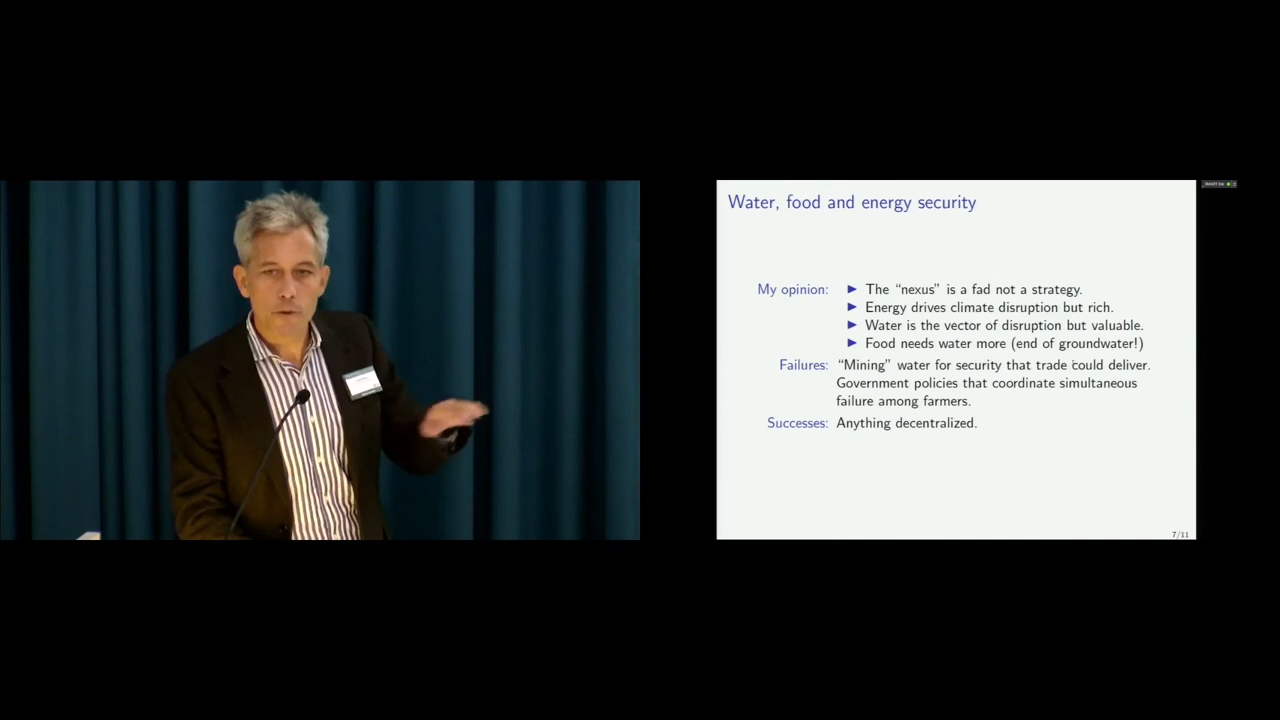 Water, food and energy security
My opinion: ▶ The “nexus” is a fad not a strategy.
▶ Energy drives climate disruption but rich.
▶ Water is the vector of disruption but valuable.
▶ Food needs water more (end of groundwater!)
Failures: “Mining” water for security that trade could deliver.
Government policies that coordinate simultaneous
failure among farmers.
Successes: Anything decentralized.
7/11